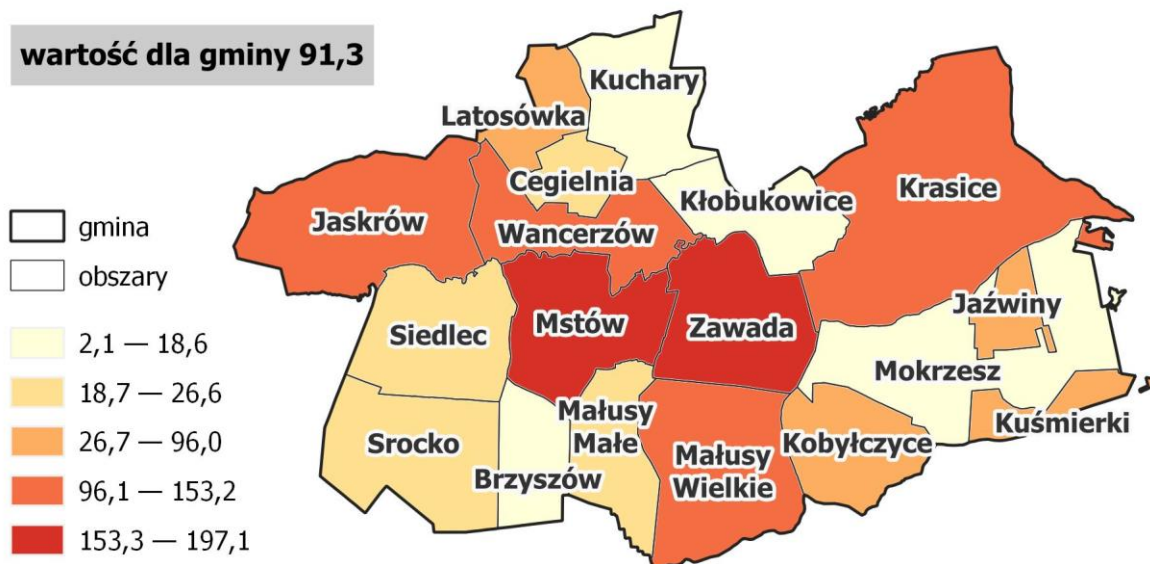 wartość dla gminy 91,3
Kuchary
Latosówka
Cegielnia
Krasice
Kłobukowice
Jaskrów
Wancerzów
gmina
obszary
Jaźwiny
Mstów
Zawada
Siedlec
2,1 — 18,6
Mokrzesz
18,7 — 26,6
Małusy
Małe
Kuśmierki
Srocko
Kobyłczyce
26,7 — 96,0
Brzyszów
Małusy
Wielkie
96,1 — 153,2
153,3 — 197,1